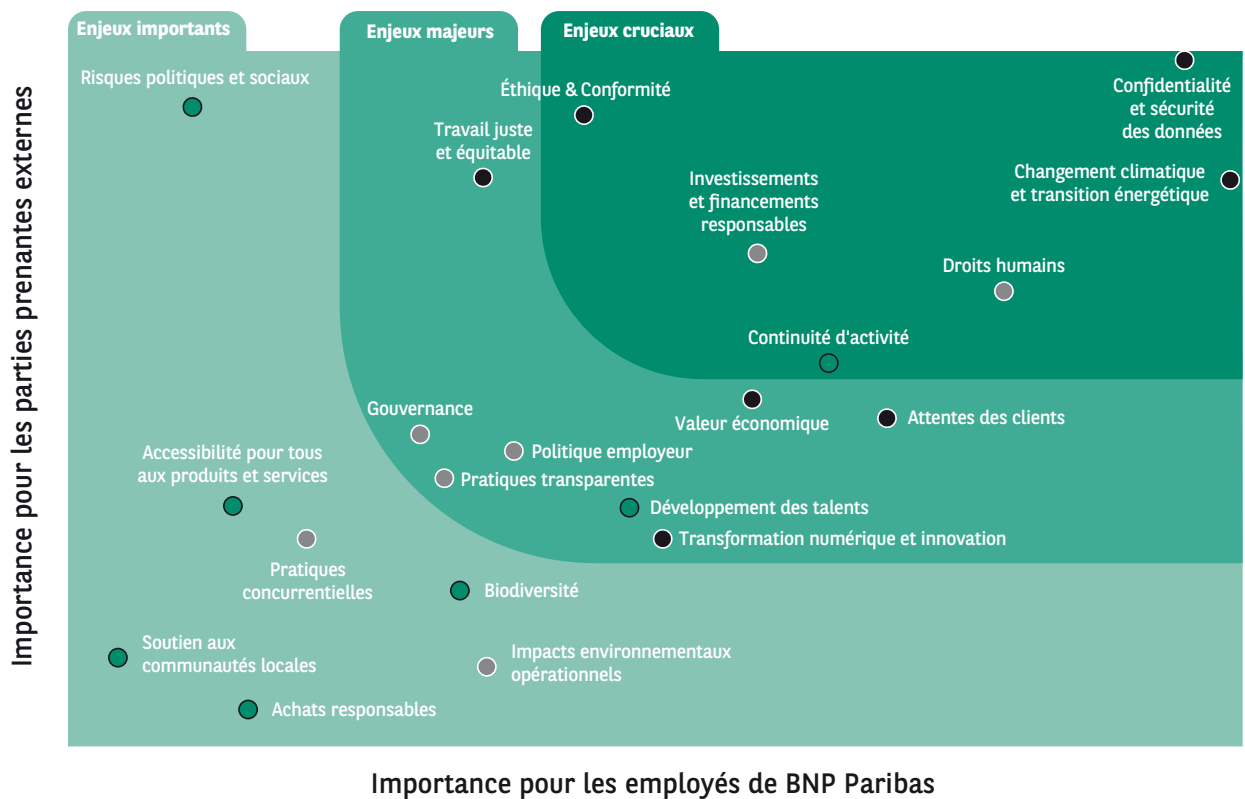 Enjeux importants
Enjeux majeurs
Enjeux cruciaux
Risques politiques et sociaux
Éthique & Conformité
Confidentialité
et sécurité
des données
Travail juste
et équitable
Investissements
et financements
responsables
Changement climatique
et transition énergétique
Droits humains
Continuité d'activité
Gouvernance
Valeur économique
Attentes des clients
Politique employeur
Accessibilité pour tous
aux produits et services
Pratiques transparentes
Développement des talents
Transformation numérique et innovation
Pratiques
concurrentielles
Biodiversité
Soutien aux
communautés locales
Impacts environnementaux
opérationnels
Achats responsables
Importance pour les parties prenantes externes
Importance pour les employés de BNP Paribas